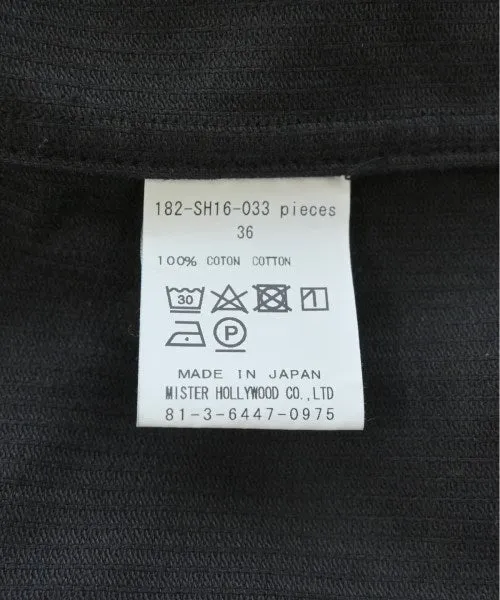 182-SH16-033 pieces
36
100% COTON COTTON
30
P
MADE IN JAPAN
MISTER HOLLYWOOD CO.,LTD
81-3-6447-0975